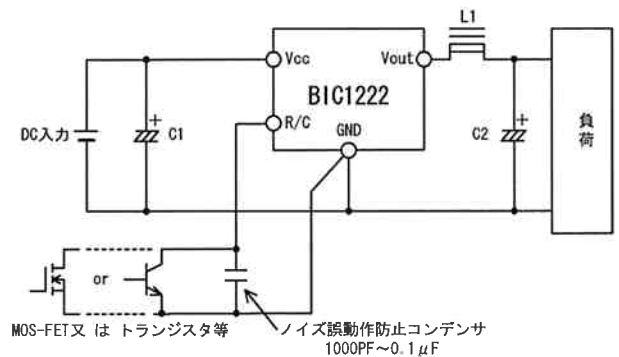 L1
Vcc
Vout
BIC1222
R/C
GND
DC入力
C1
C2
負荷
or
MOS-FET又 は トランジスタ等
ノイズ誤動作防止コンデンサ
1000PF～0.1μF